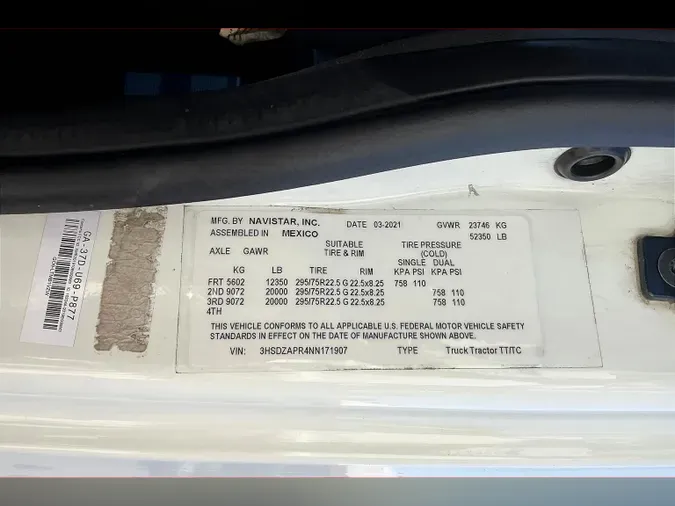 MFG. BY NAVISTAR, INC. DATE 03-2021 GVWR 23746 KG
ASSEMBLED IN MEXICO 52350 LB
AXLE GAWR SUITABLE TIRE & RIM TIRE PRESSURE (COLD)
SINGLE DUAL
KG LB TIRE RIM KPA PSI KPA PSI
FRT 5602 12350 295/75R22.5 G 22.5x8.25 758 110
2ND 9072 20000 295/75R22.5 G 22.5x8.25 758 110
3RD 9072 20000 295/75R22.5 G 22.5x8.25 758 110
4TH
THIS VEHICLE CONFORMS TO ALL APPLICABLE U.S. FEDERAL MOTOR VEHICLE SAFETY
STANDARDS IN EFFECT ON THE DATE OF MANUFACTURE SHOWN ABOVE.
VIN: 3HSDZAPR4NN171907 TYPE Truck Tractor TT/TC
GA-37D-U69-P877